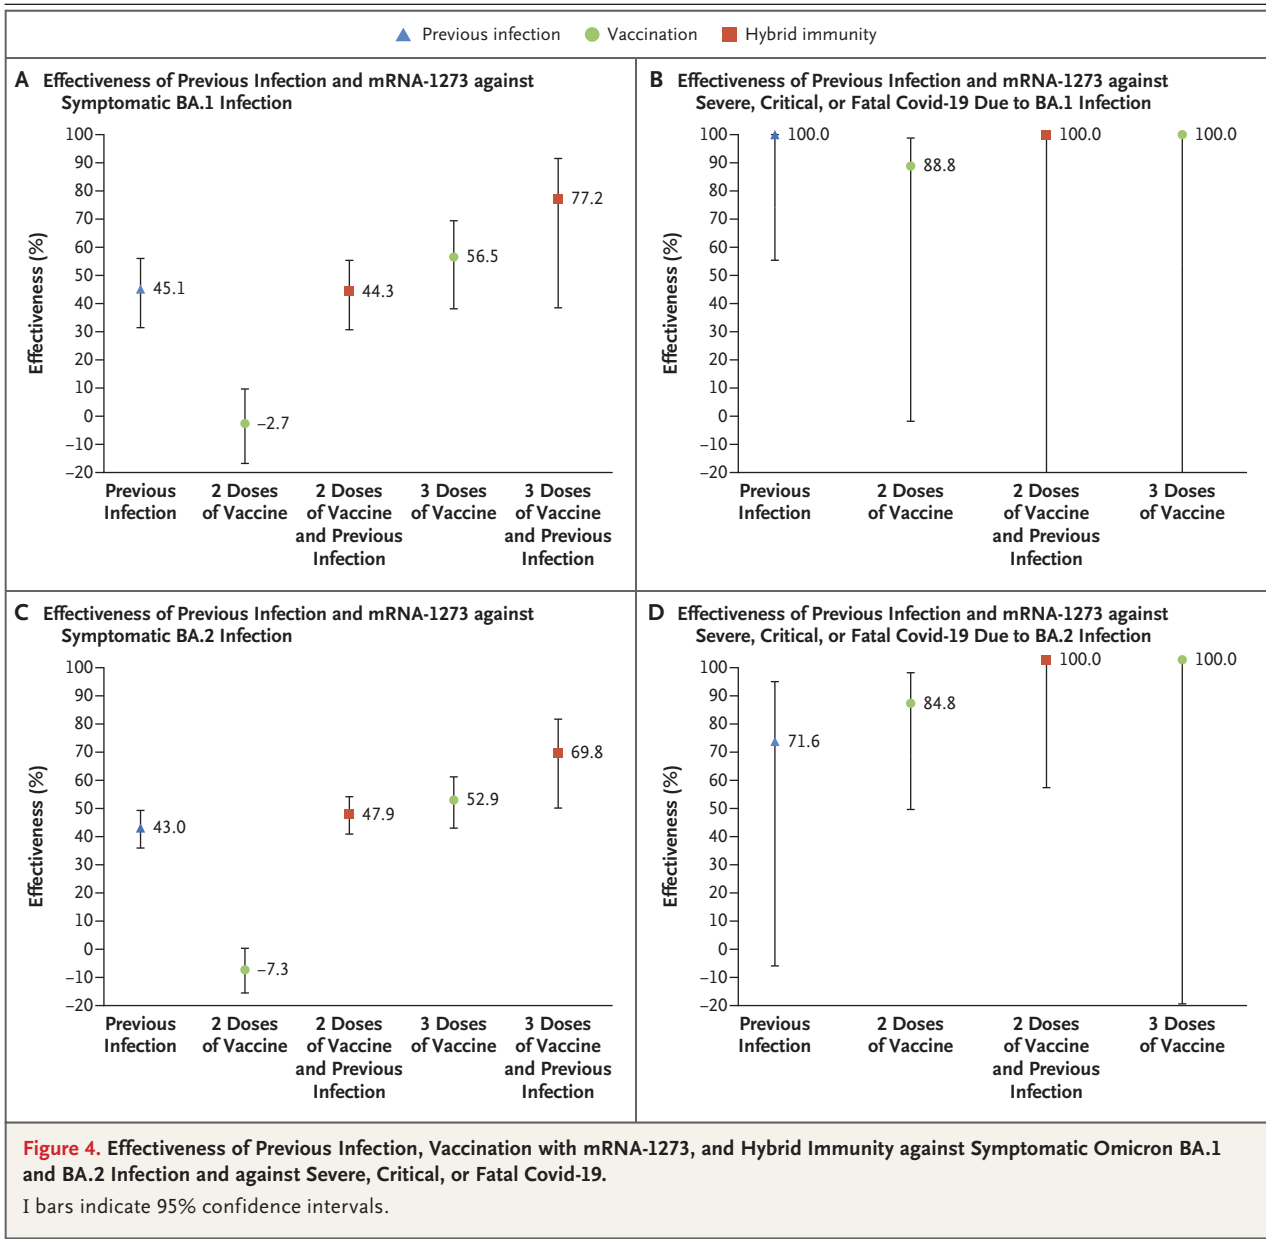 Previous infection Vaccination Hybrid immunity
A Effectiveness of Previous Infection and mRNA-1273 against
Symptomatic BA.1 Infection
100
90
80
70
60
50
40
30
20
10
0
–10
–20
Effectiveness (%)
45.1
–2.7
44.3
56.5
77.2
Previous
Infection
2 Doses
of Vaccine
2 Doses
of Vaccine
and Previous
Infection
3 Doses
of Vaccine
3 Doses
of Vaccine
and Previous
Infection
B Effectiveness of Previous Infection and mRNA-1273 against
Severe, Critical, or Fatal Covid-19 Due to BA.1 Infection
100
90
80
70
60
50
40
30
20
10
0
–10
–20
Effectiveness (%)
100.0
88.8
100.0
100.0
Previous
Infection
2 Doses
of Vaccine
2 Doses
of Vaccine
and Previous
Infection
3 Doses
of Vaccine
C Effectiveness of Previous Infection and mRNA-1273 against
Symptomatic BA.2 Infection
100
90
80
70
60
50
40
30
20
10
0
–10
–20
Effectiveness (%)
43.0
–7.3
47.9
52.9
69.8
Previous
Infection
2 Doses
of Vaccine
2 Doses
of Vaccine
and Previous
Infection
3 Doses
of Vaccine
3 Doses
of Vaccine
and Previous
Infection
D Effectiveness of Previous Infection and mRNA-1273 against
Severe, Critical, or Fatal Covid-19 Due to BA.2 Infection
100
90
80
70
60
50
40
30
20
10
0
–10
–20
Effectiveness (%)
71.6
84.8
100.0
100.0
Previous
Infection
2 Doses
of Vaccine
2 Doses
of Vaccine
and Previous
Infection
3 Doses
of Vaccine
Figure 4. Effectiveness of Previous Infection, Vaccination with mRNA-1273, and Hybrid Immunity against Symptomatic Omicron BA.1
and BA.2 Infection and against Severe, Critical, or Fatal Covid-19.
I bars indicate 95% confidence intervals.